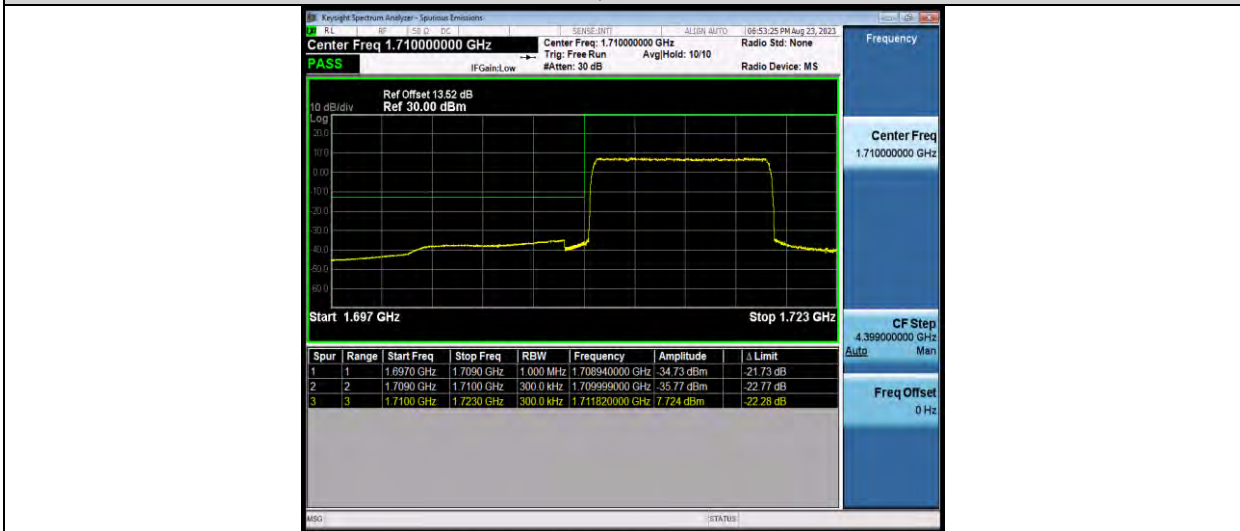 Keysight Spectrum Analyzer - Spurious Emissions
RL RF 50 Ω DC SENSE:INT ALIGN AUTO 06:53:25 PM Aug 23, 2023
Center Freq 1.710000000 GHz Center Freq: 1.710000000 GHz Radio Std: None Frequency
Trig: Free Run Avg|Hold: 10/10
PASS IFGain:Low #Atten: 30 dB Radio Device: MS
Ref Offset 13.52 dB
10 dB/div Ref 30.00 dBm
Log
20.0
10.0
0.00
-10.0
-20.0
-30.0
-40.0
-50.0
-60.0
Start 1.697 GHz Stop 1.723 GHz
Center Freq
1.710000000 GHz
CF Step
4.399000000 GHz
Auto Man
Freq Offset
0 Hz
Spur Range Start Freq Stop Freq RBW Frequency Amplitude Δ Limit
1 1 1.6970 GHz 1.7090 GHz 1.000 MHz 1.708940000 GHz -34.73 dBm -21.73 dB
2 2 1.7090 GHz 1.7100 GHz 300.0 kHz 1.709999000 GHz -35.77 dBm -22.77 dB
3 3 1.7100 GHz 1.7230 GHz 300.0 kHz 1.711820000 GHz 7.724 dBm -22.28 dB
MSG STATUS